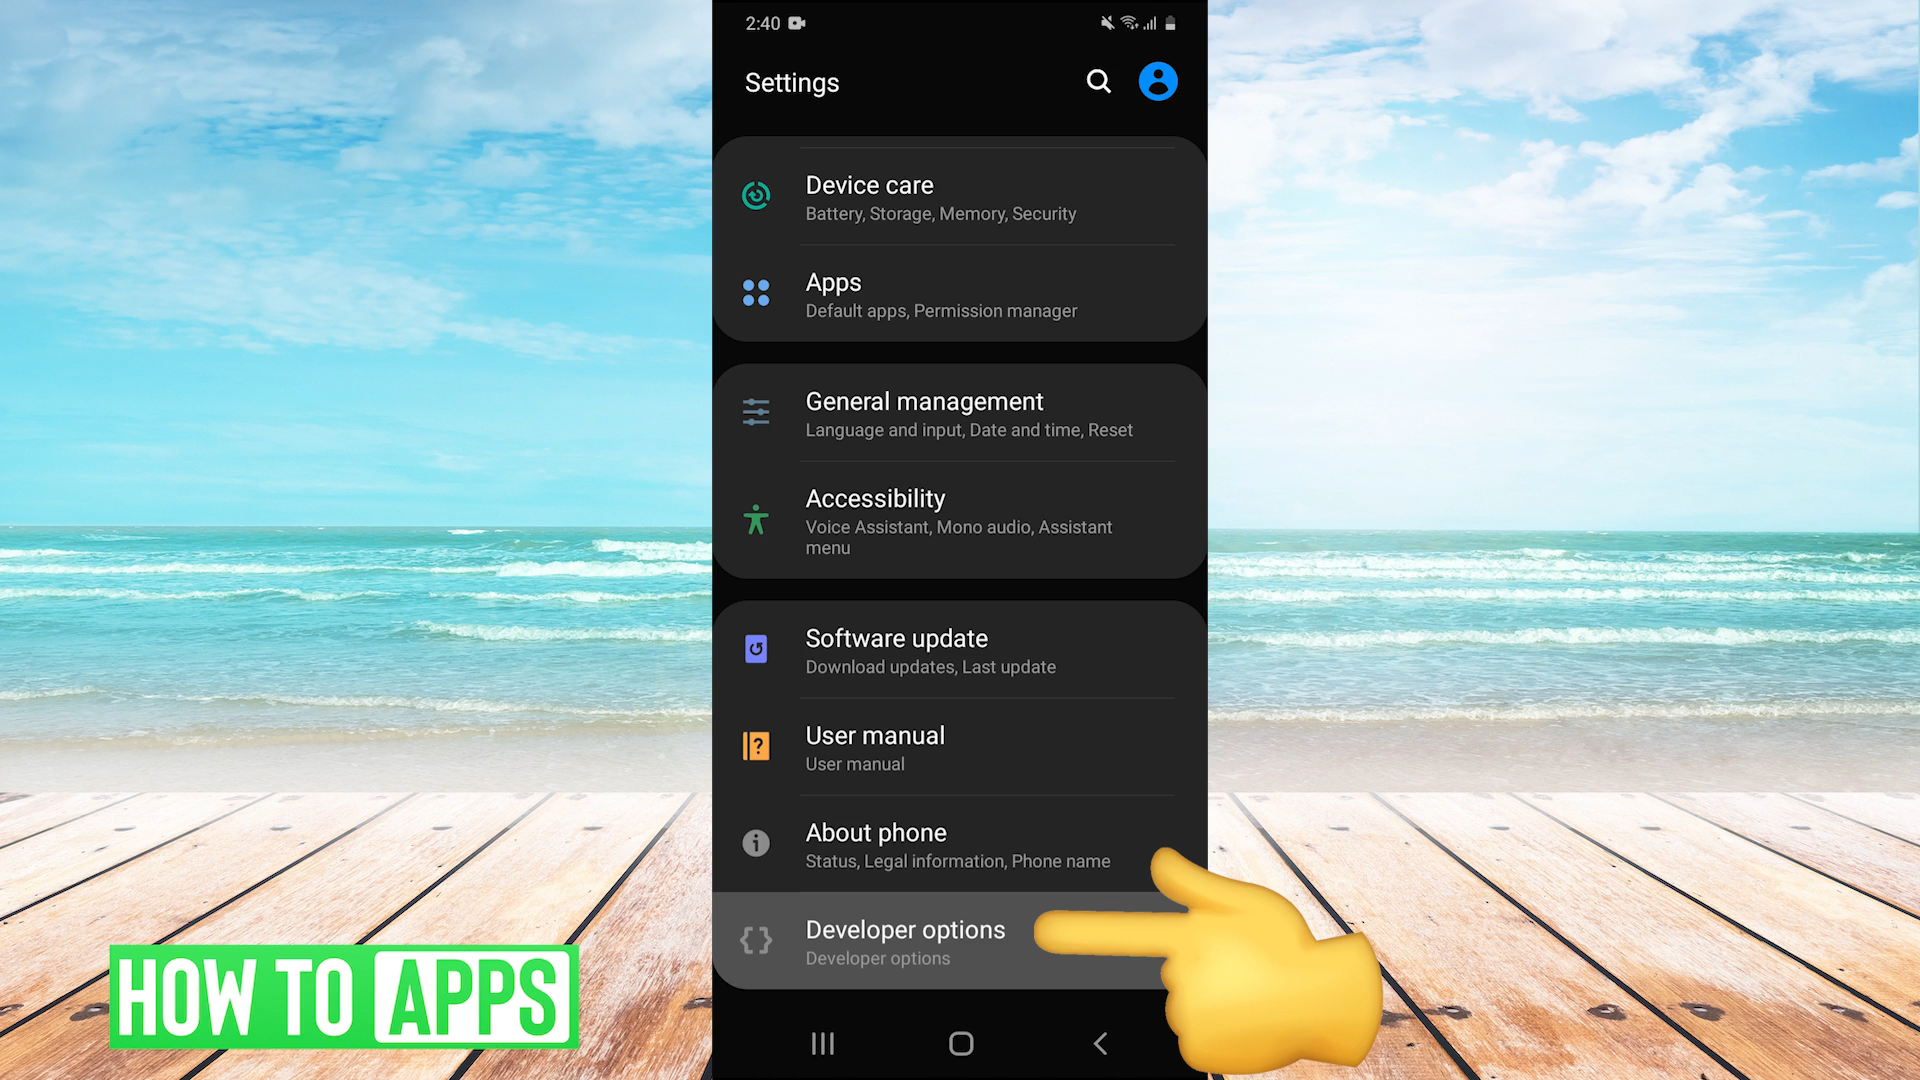 2:40
Settings
Device care
Battery, Storage, Memory, Security
Apps
Default apps, Permission manager
General management
Language and input, Date and time, Reset
Accessibility
Voice Assistant, Mono audio, Assistant
menu
Software update
Download updates, Last update
User manual
User manual
About phone
Status, Legal information, Phone name
Developer options
Developer options
HOW TO APPS